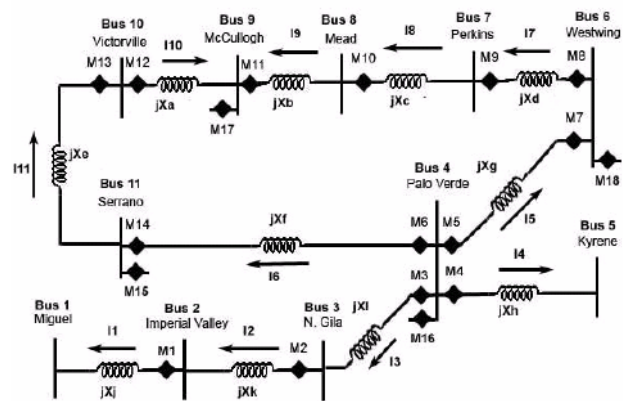 Bus 10
Victorville
Bus 9
McCullogh
Bus 8
Mead
Bus 7
Perkins
Bus 6
Westwing
I10
I9
I8
I7
M13
M12
M11
M10
M9
M8
jXa
jXb
jXc
jXd
M17
M7
M18
I11
jXe
Bus 11
Serrano
Bus 4
Palo Verde
jXg
I5
M14
jXf
M6
M5
M15
I6
Bus 5
Kyrene
I4
M3
M4
jXh
M16
Bus 1
Miguel
Bus 2
Imperial Valley
Bus 3
N. Gila
jXl
I3
I1
I2
M1
M2
jXj
jXk